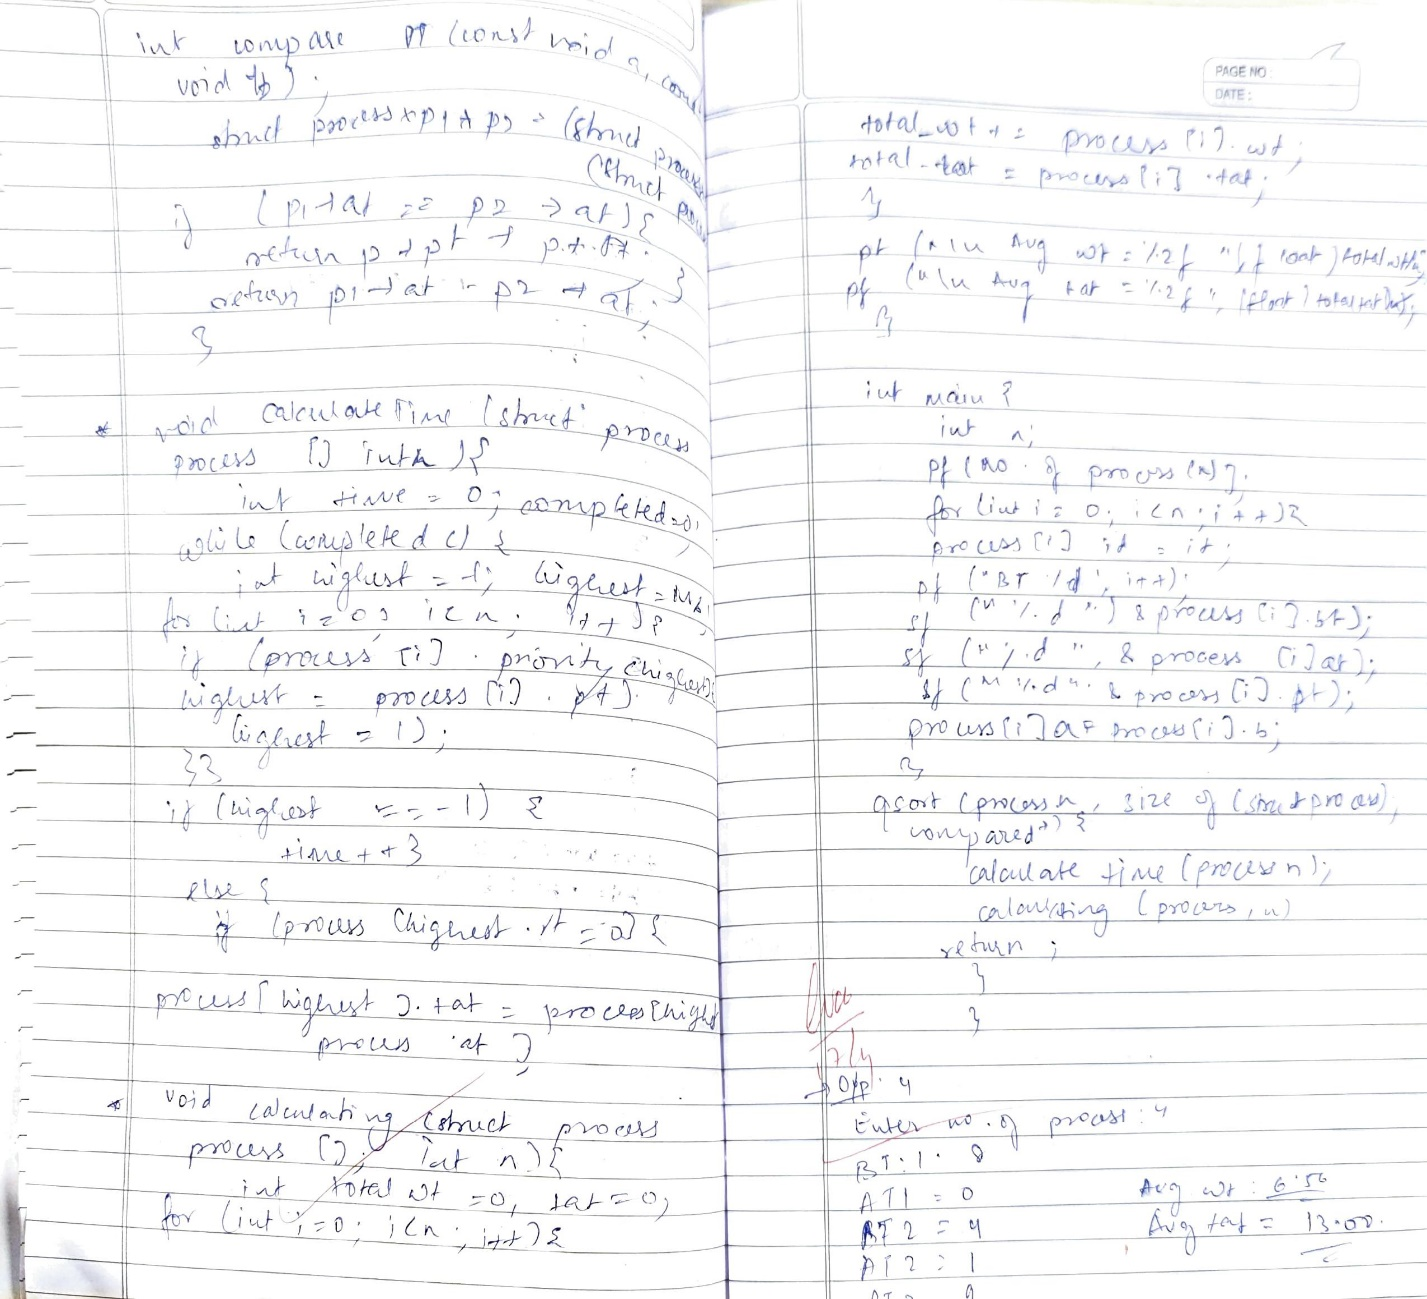 int compare pt (const void a, const
void *b) ;
struct process *p1 * p2 = (struct process
(struct process
if (p1→at == p2 → at) {
return p → pt → p.t.
return p1→at - p2 → at ; }
}
* void calculate Time (struct process
process [] int n ) {
int time = 0; completed=0;
while (completed <) {
int highest = -1; highest =
for (int i=0; i<n; i++) {
if (process [i] . priority < highest) {
highest = process [i] . pt) .
highest = i) ;
}}
if (highest == -1) {
time ++ }
else {
if (process [highest . rt = 0] {
process [ highest ]. tat = process [high
process .at ]
* void calculating (struct process
process [], int n) {
int total wt =0, tat=0;
for (int i=0; i<n; i++) {
PAGE NO
DATE:
total_wt += process [i]. wt ;
total_tat = process [i] .tat ;
}
pf (" \n Avg wt = %.2f ", (float) total wt/n);
pf (" \n Avg tat = %.2f ", (float) total tat/n);
}
int main {
int n;
pf (no. of process (n) ];
for (int i = 0; i<n ; i++) {
process [i] id = it ;
pf ("BT %d", i++);
sf (" %.d ") & process [i].bt);
sf (" %.d ", & process [i] at);
sf (" %.d ". & process [i]. pt);
process [i] at process [i]. b;
}
qsort (process n, size of (struct process),
compared) {
calculate time (process n);
calculating (process, n)
return ;
}
}
→ O/p : 4
Enter no. of process : 4
BT : 1 . 8
AT1 = 0
BT2 = 4
AT2 = 1
Avg wt : 6.56
Avg tat = 13.00.